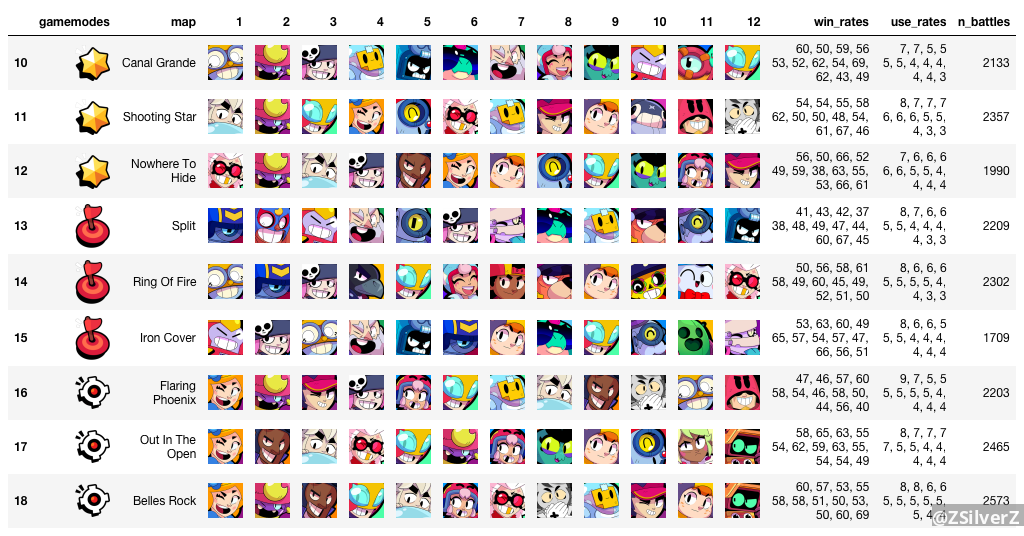 gamemodes map 1 2 3 4 5 6 7 8 9 10 11 12 win_rates use_rates n_battles
10 Canal Grande 60, 50, 59, 56 53, 52, 62, 54, 69, 62, 43, 49 7, 7, 5, 5 5, 5, 4, 4, 4, 4, 4, 3 2133
11 Shooting Star 54, 54, 55, 58 62, 50, 50, 48, 54, 61, 67, 46 8, 7, 7, 7 6, 6, 6, 5, 5, 4, 3, 3 2357
12 Nowhere To Hide 56, 50, 66, 52 49, 59, 38, 63, 55, 53, 66, 61 7, 6, 6, 6 6, 6, 5, 5, 4, 4, 4, 4 1990
13 Split 41, 43, 42, 37 38, 48, 49, 47, 44, 60, 67, 45 8, 7, 6, 6 5, 5, 4, 4, 4, 4, 3, 3 2209
14 Ring Of Fire 50, 56, 58, 61 58, 49, 60, 45, 49, 52, 51, 50 8, 6, 6, 6 5, 5, 5, 5, 4, 4, 3, 3 2302
15 Iron Cover 53, 63, 60, 49 65, 57, 54, 57, 47, 66, 56, 51 8, 6, 6, 5 5, 5, 4, 4, 4, 4, 4, 4 1709
16 Flaring Phoenix 47, 46, 57, 60 58, 54, 46, 58, 50, 44, 56, 40 9, 7, 5, 5 5, 5, 5, 5, 4, 4, 4, 4 2203
17 Out In The Open 58, 65, 63, 55 54, 62, 59, 63, 55, 54, 54, 49 8, 7, 7, 7 7, 5, 5, 4, 4, 4, 4, 4 2465
18 Belles Rock 60, 57, 53, 55 58, 58, 51, 50, 53, 50, 60, 69 8, 8, 6, 6 5, 5, 5, 5, 5, 5, 4, 2573
@ZSilverZ